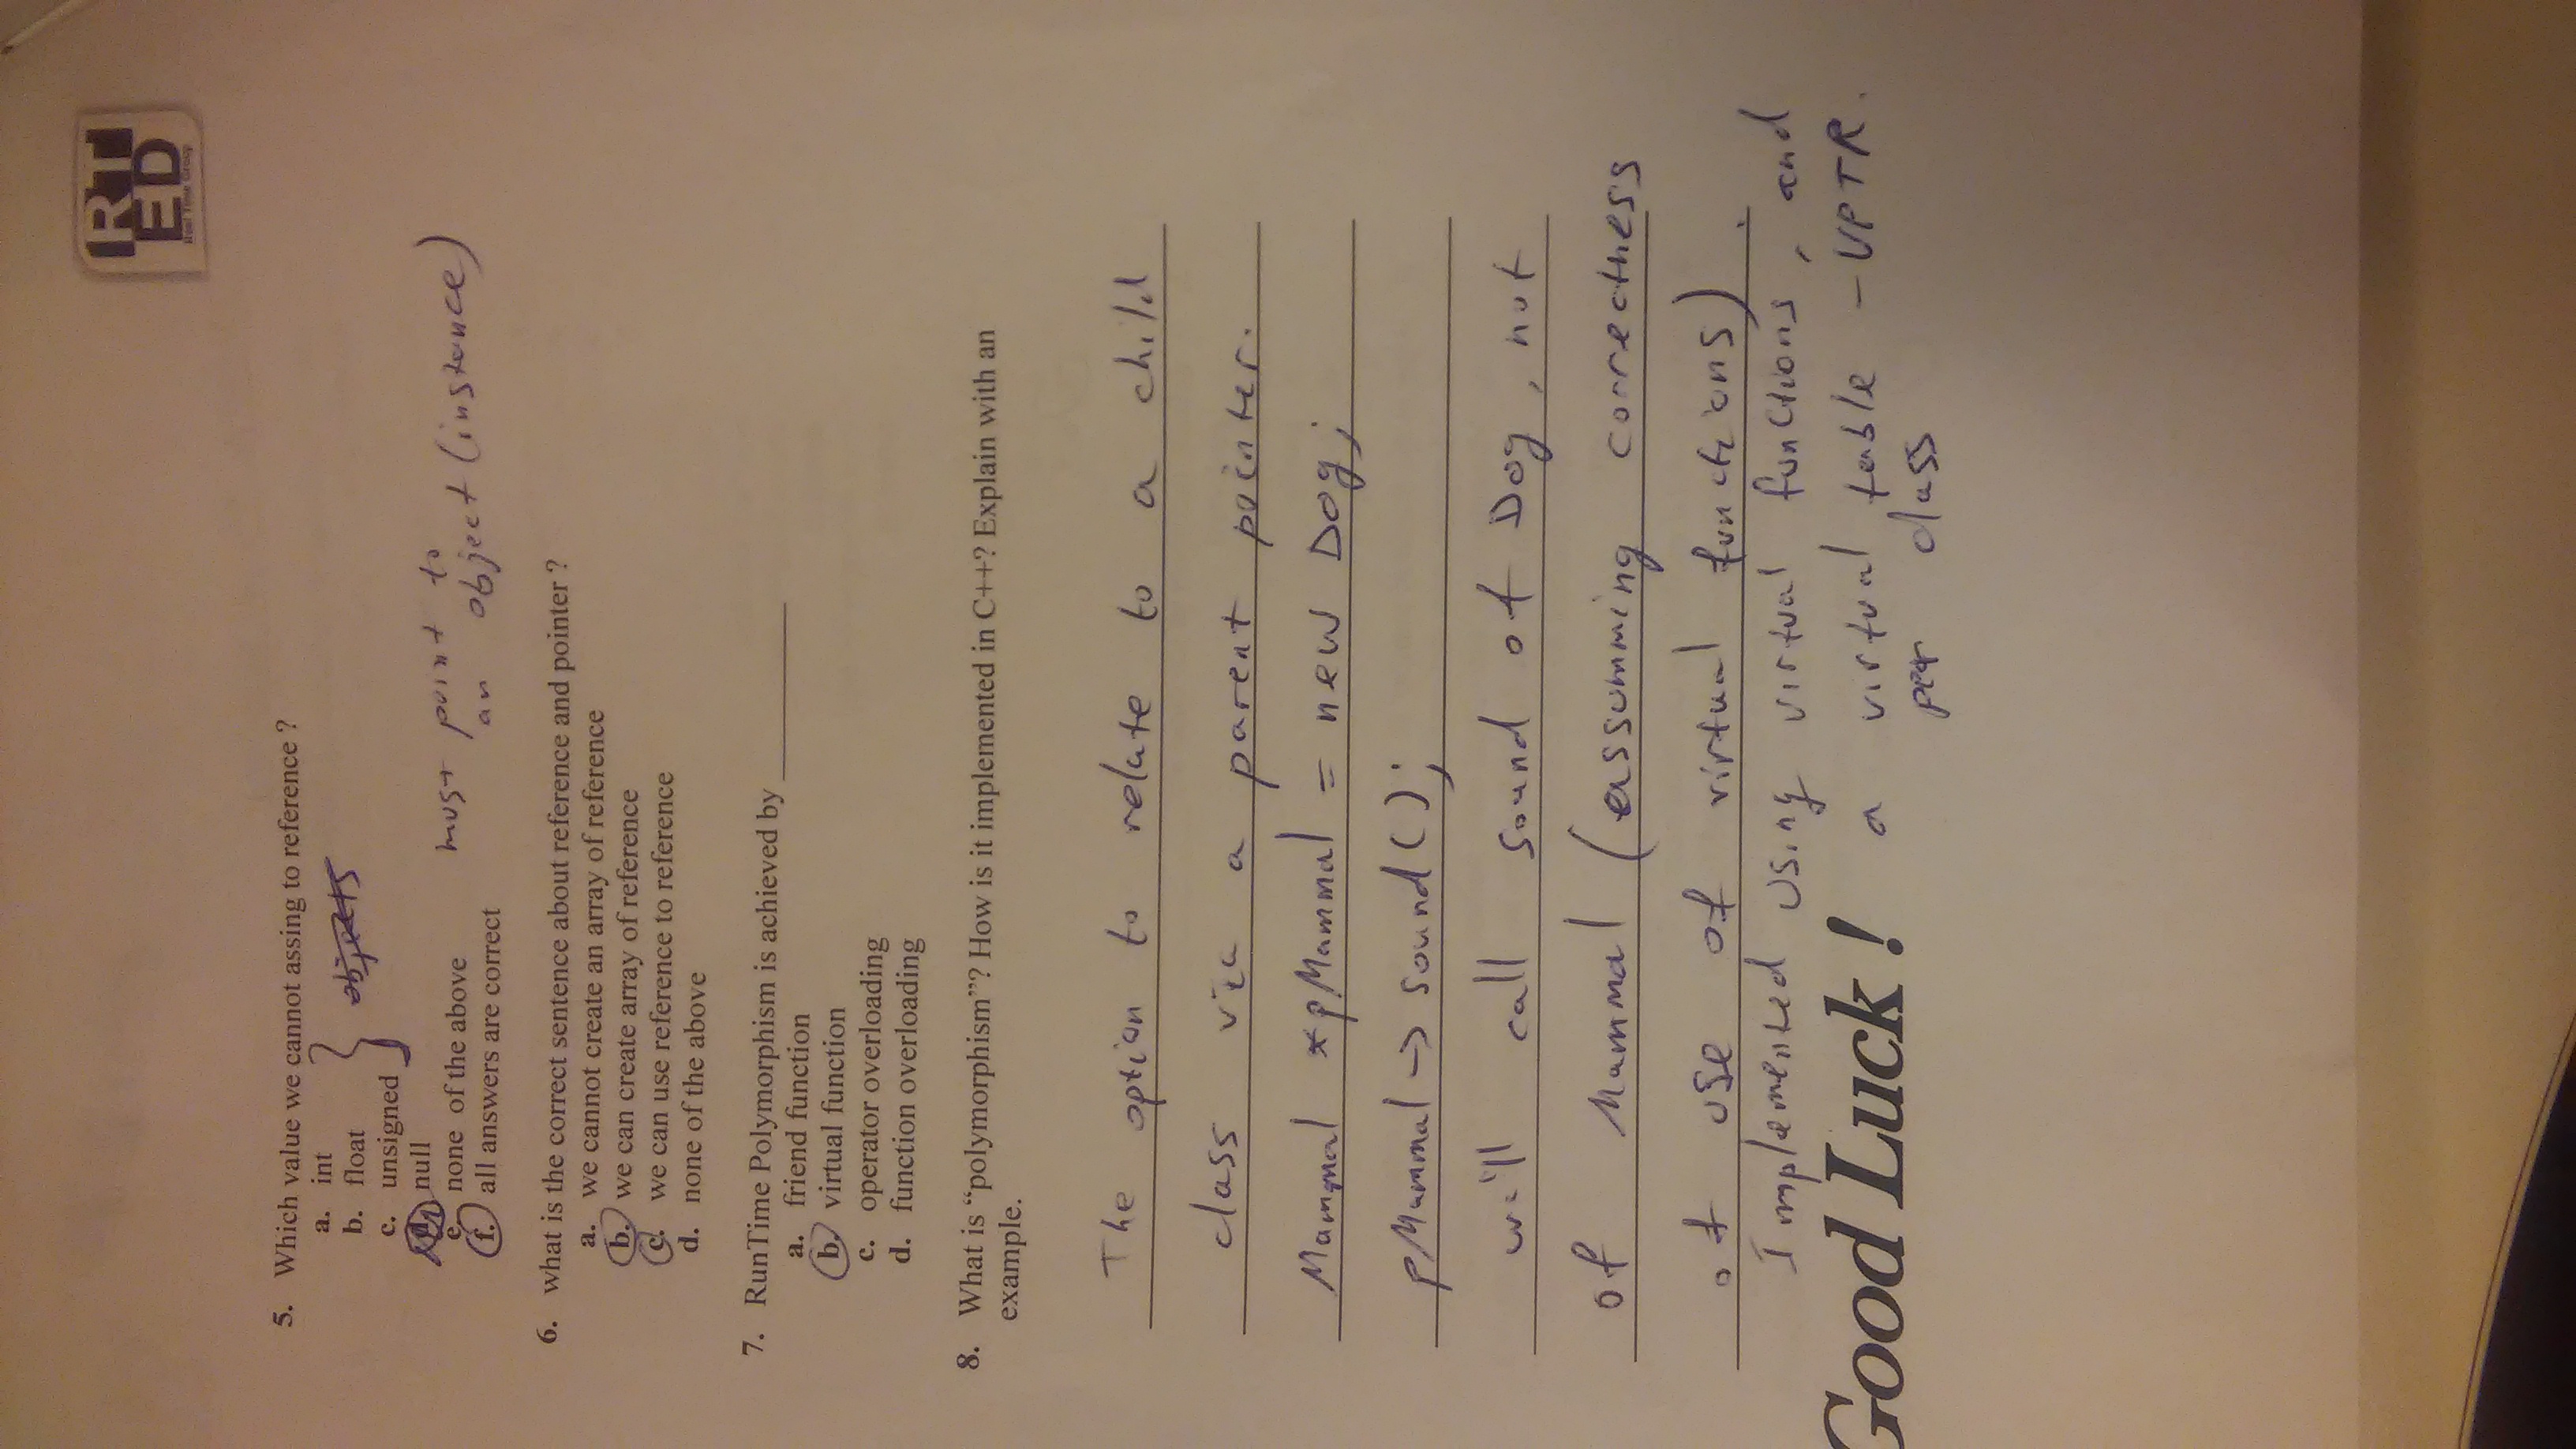 RT
ED
Real Time Group
5. Which value we cannot assing to reference ?
a. int
b. float
objects
c. unsigned
d. null
must point to
e. none of the above
an object (instance)
f. all answers are correct
6. what is the correct sentence about reference and pointer ?
a. we cannot create an array of reference
b. we can create array of reference
c. we can use reference to reference
d. none of the above
7. RunTime Polymorphism is achieved by __________
a. friend function
b. virtual function
c. operator overloading
d. function overloading
8. What is “polymorphism”? How is it implemented in C++? Explain with an
example.
The option to relate to a child
class via a parent pointer.
Mammal *pMammal = new Dog;
pMammal -> sound();
will call sound of Dog, not
of Mammal (assumming correctness
of use of virtual functions).
Implemented using virtual functions, and
Good Luck !
a virtual table - VPTR.
per class